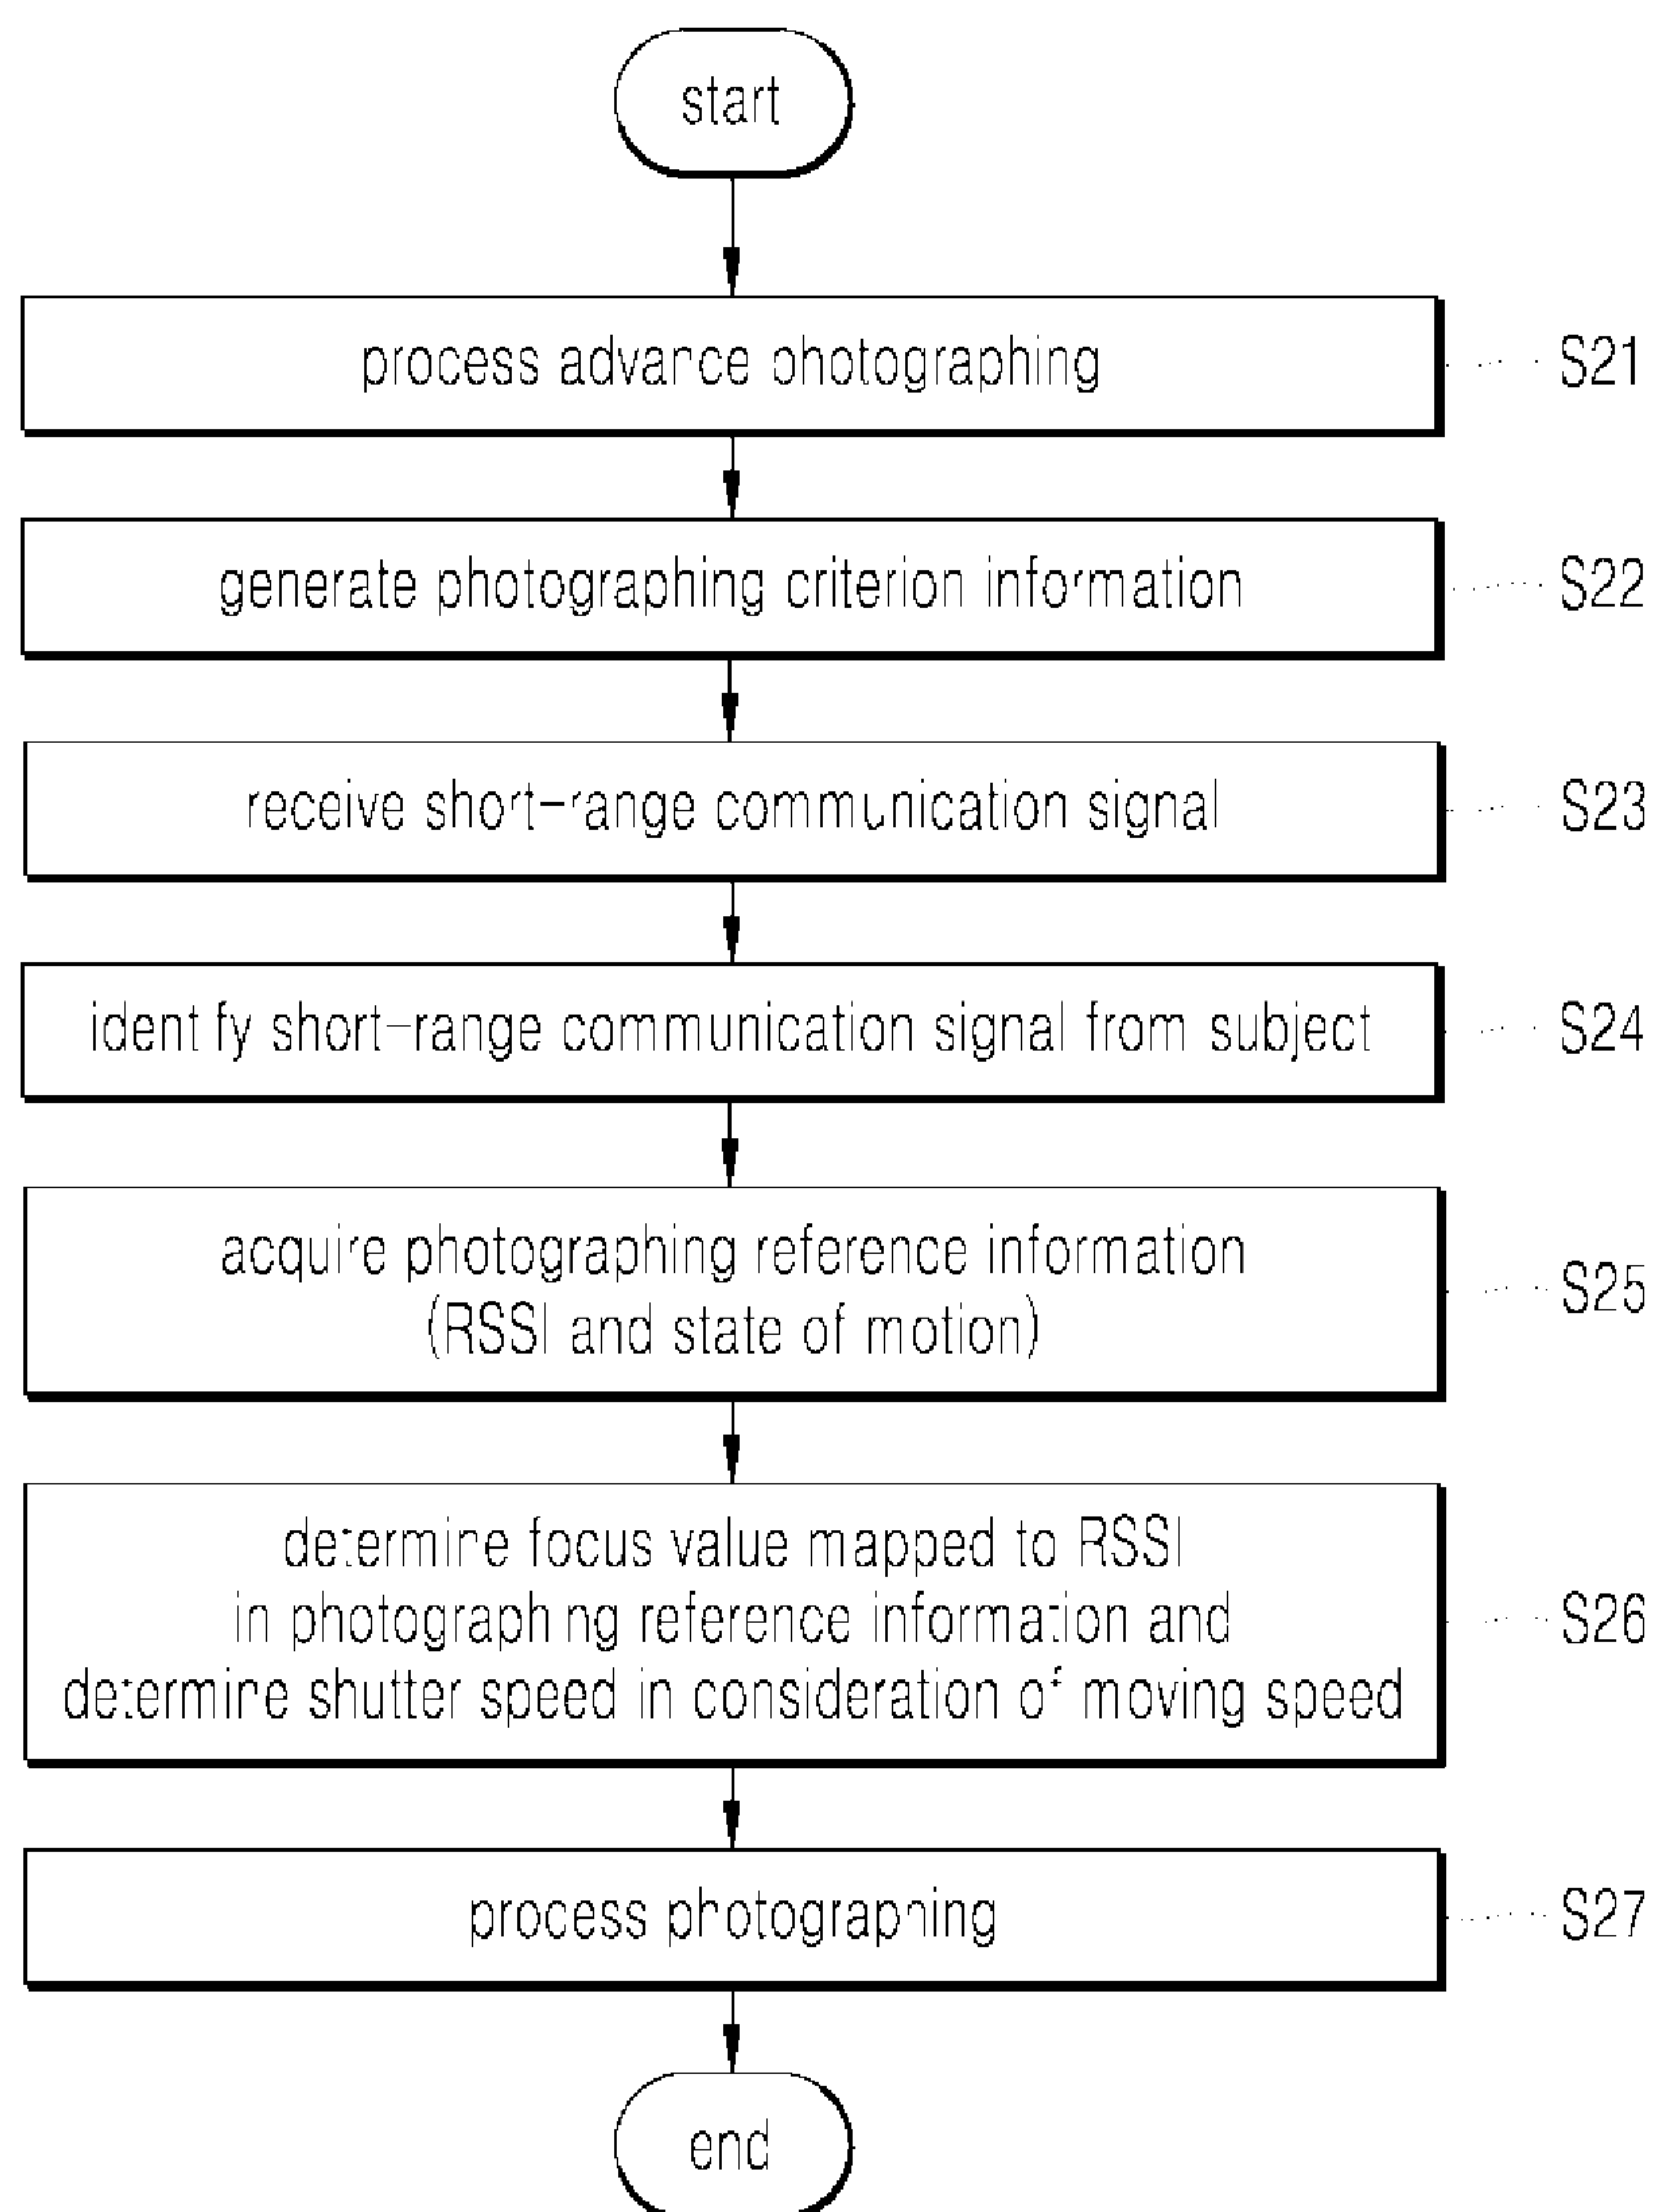 start
process advance photographing
S21
generate photographing criterion information
S22
receive short-range communication signal
S23
identify short-range communication signal from subject
S24
acquire photographing reference information
(RSSI and state of motion)
S25
determine focus value mapped to RSSI
in photographing reference information and
determine shutter speed in consideration of moving speed
S26
process photographing
S27
end